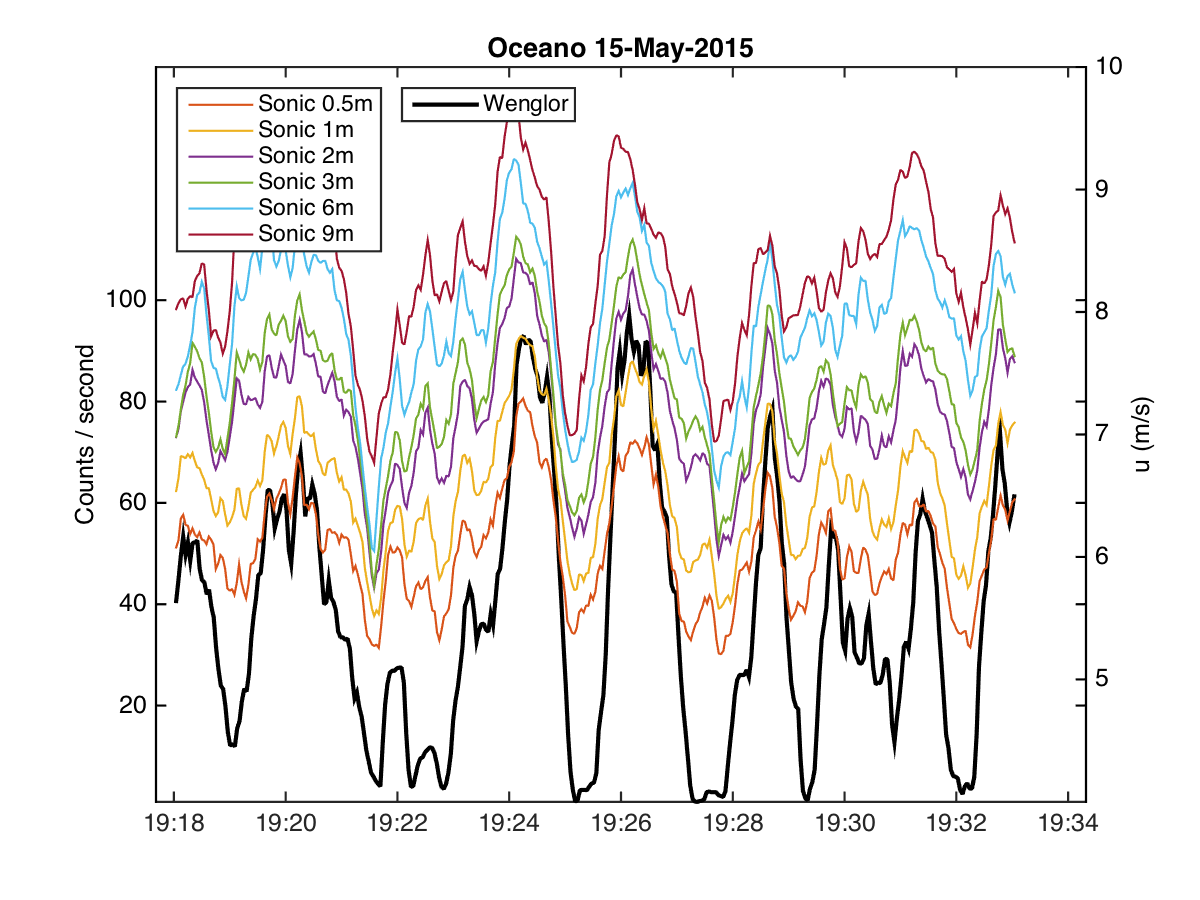 Oceano 15-May-2015
Sonic 0.5m
Sonic 1m
Sonic 2m
Sonic 3m
Sonic 6m
Sonic 9m
Wenglor
Counts / second
100
80
60
40
20
10
9
8
7
6
5
u (m/s)
19:18 19:20 19:22 19:24 19:26 19:28 19:30 19:32 19:34